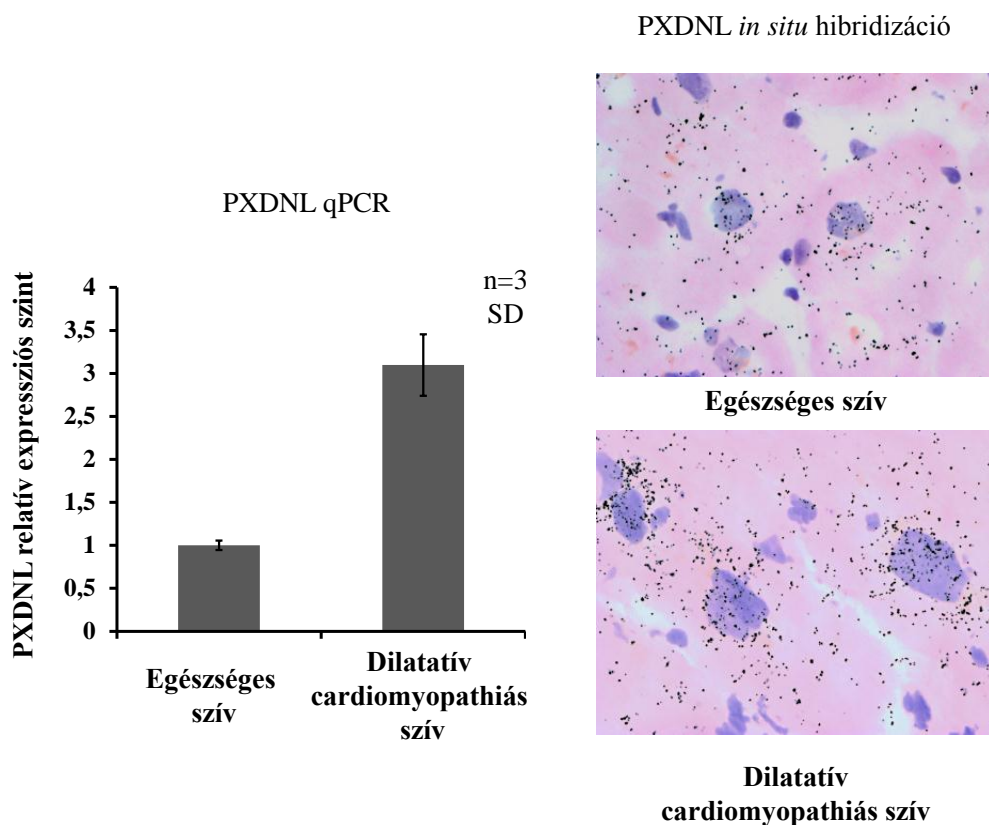 PXDNL in situ hibridizáció
PXDNL qPCR
n=3
SD
PXDNL relatív expressziós szint
4
3,5
3
2,5
2
1,5
1
0,5
0
Egészséges
szív
Dilatatív
cardiomyopathiás
szív
Egészséges szív
Dilatatív
cardiomyopathiás szív